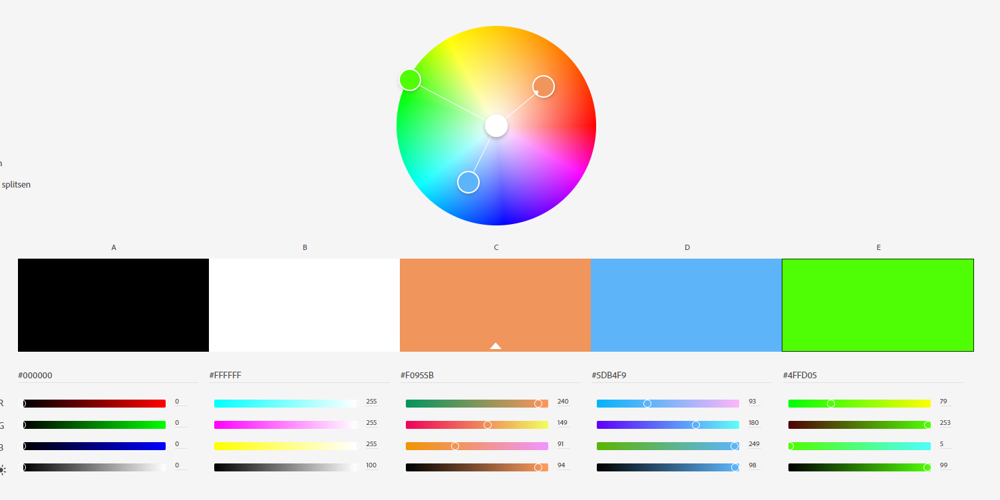 n
splitsen
A B C D E
#000000 #FFFFFF #F0955B #5DB4F9 #4FFD05
R 0 255 240 93 79
G 0 255 149 180 253
B 0 255 91 249 5
0 100 94 98 99